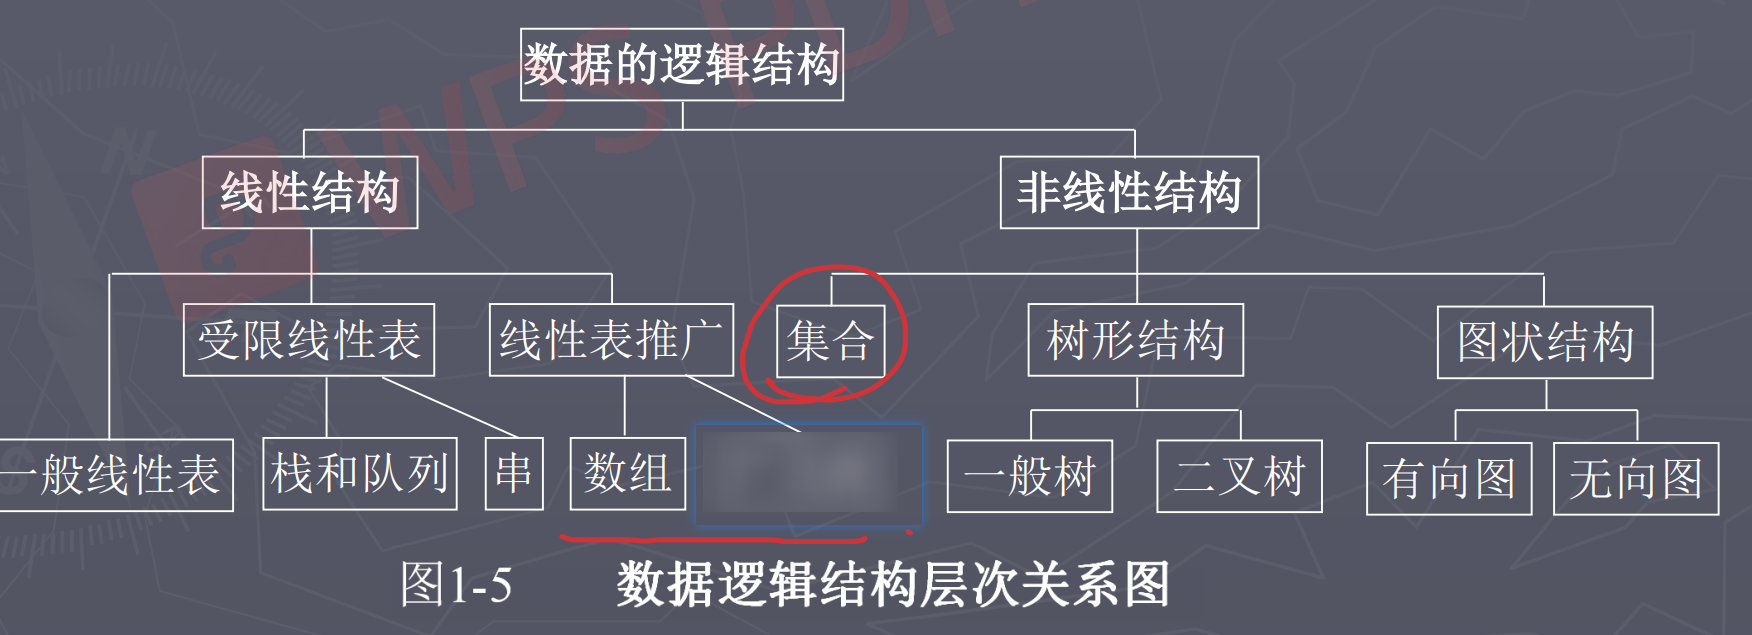 数据的逻辑结构
线性结构
非线性结构
受限线性表
线性表推广
集合
树形结构
图状结构
一般线性表
栈和队列
串
数组
一般树
二叉树
有向图
无向图
图1-5 数据逻辑结构层次关系图
WPS PDF
N